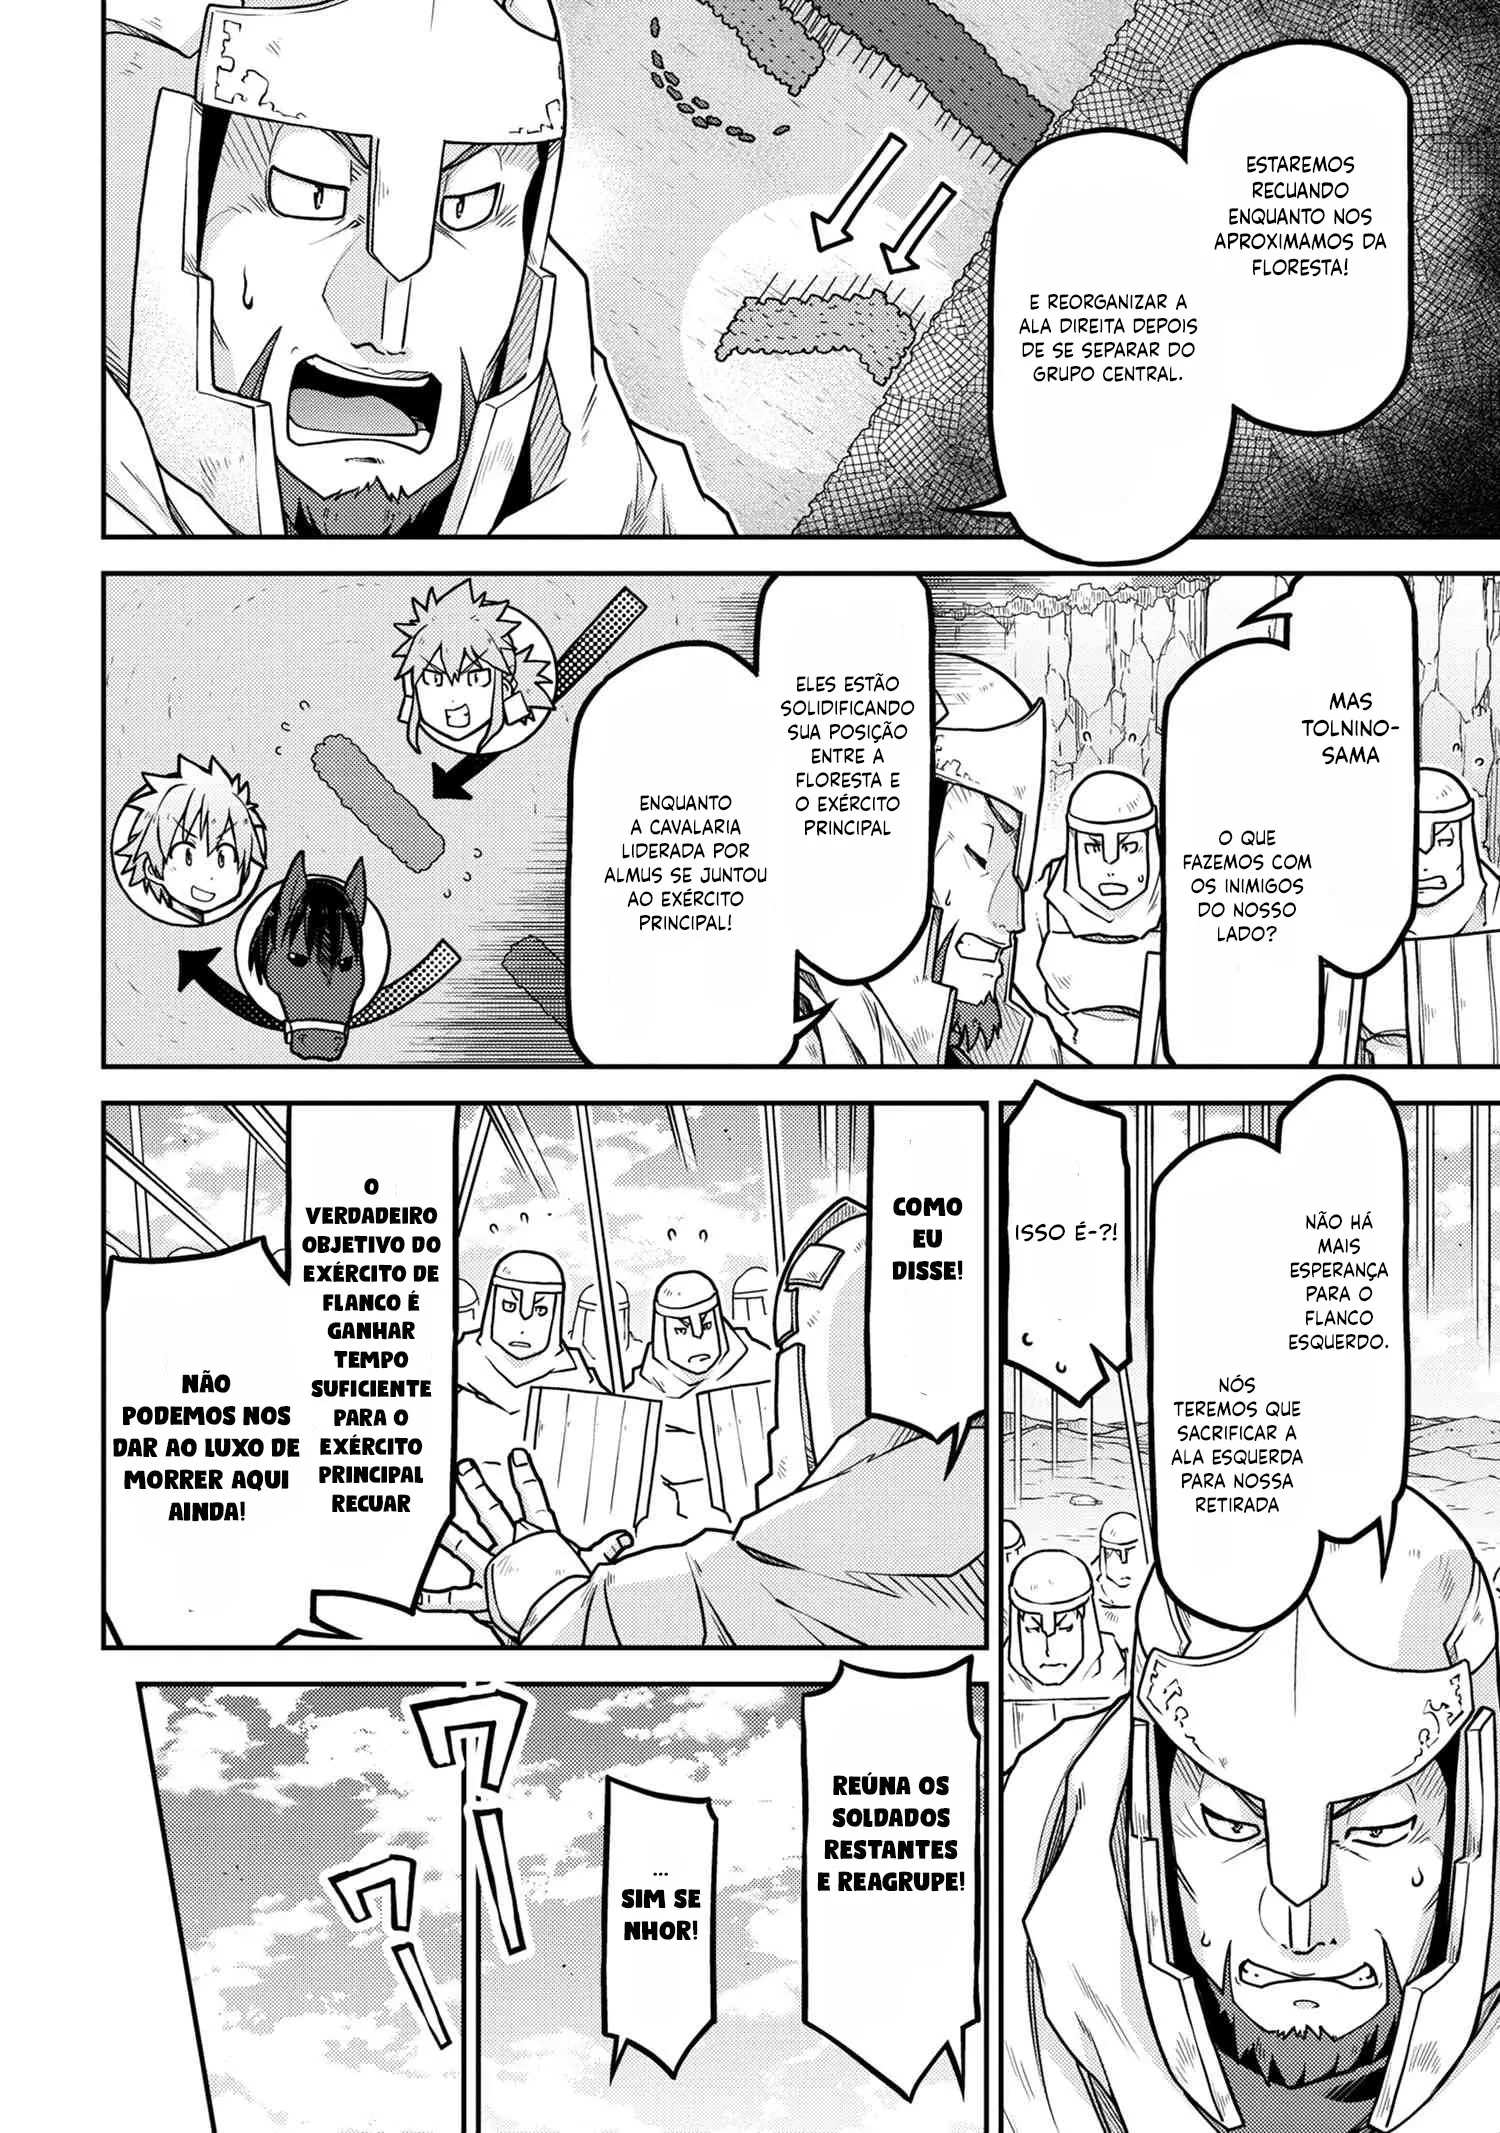 ESTAREMOS
RECUANDO
ENQUANTO NOS
APROXIMAMOS DA
FLORESTA!
E REORGANIZAR A
ALA DIREITA DEPOIS
DE SE SEPARAR DO
GRUPO CENTRAL.
MAS
TOLNINO-
SAMA
O QUE
FAZEMOS COM
OS INIMIGOS
DO NOSSO
LADO?
ELES ESTÃO
SOLIDIFICANDO
SUA POSIÇÃO
ENTRE A
FLORESTA E
O EXÉRCITO
PRINCIPAL
ENQUANTO
A CAVALARIA
LIDERADA POR
ALMUS SE JUNTOU
AO EXÉRCITO
PRINCIPAL!
NÃO HÁ
MAIS
ESPERANÇA
PARA O
FLANCO
ESQUERDO.
NÓS
TEREMOS QUE
SACRIFICAR A
ALA ESQUERDA
PARA NOSSA
RETIRADA
ISSO É-?!
COMO
EU
DISSE!
O
VERDADEIRO
OBJETIVO DO
EXÉRCITO DE
FLANCO É
GANHAR
TEMPO
SUFICIENTE
PARA O
EXÉRCITO
PRINCIPAL
RECUAR
NÃO
PODEMOS NOS
DAR AO LUXO DE
MORRER AQUI
AINDA!
REÚNA OS
SOLDADOS
RESTANTES
E REAGRUPE!
...
SIM SE
NHOR!
ワー
ワー